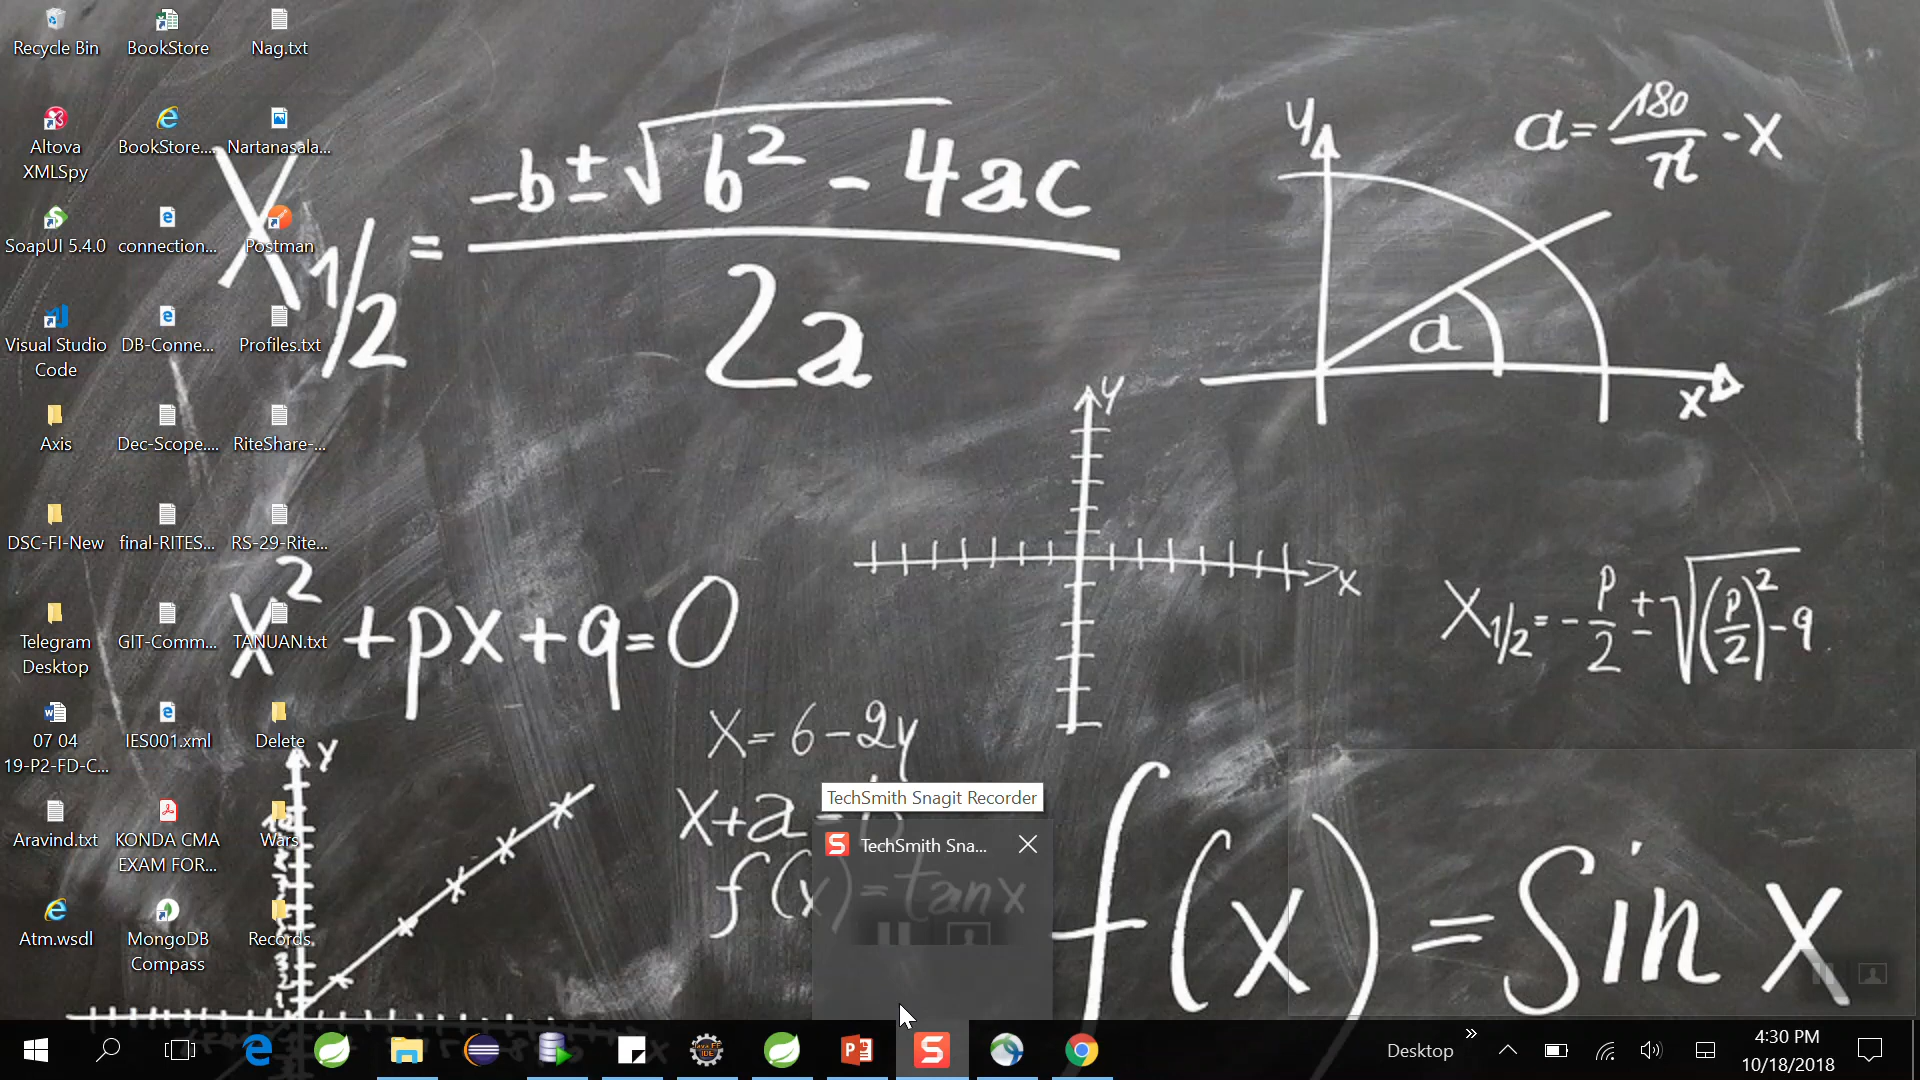 Recycle Bin
BookStore
Nag.txt
Altova
XMLSpy
BookStore....
Nartanasala...
SoapUI 5.4.0
connection...
Postman
Visual Studio
Code
DB-Conne...
Profiles.txt
Axis
Dec-Scope....
RiteShare-...
DSC-FI-New
final-RITES...
RS-29-Rite...
Telegram
Desktop
GIT-Comm...
TANUAN.txt
07 04
19-P2-FD-C...
IES001.xml
Delete
Aravind.txt
KONDA CMA
EXAM FOR...
Wars
Atm.wsdl
MongoDB
Compass
Records
X1/2 = -b±√b² - 4ac / 2a
y
a = 180/π - x
a
x
y
x
x² + px + q = 0
X1/2 = - p/2 ± √(p/2)² - q
x = 6 - 2y
y
x + a =
f(x) = tan x
f(x) = sin x
TechSmith Snagit Recorder
TechSmith Sna...
Java EE
IDE
Desktop
4:30 PM
10/18/2018